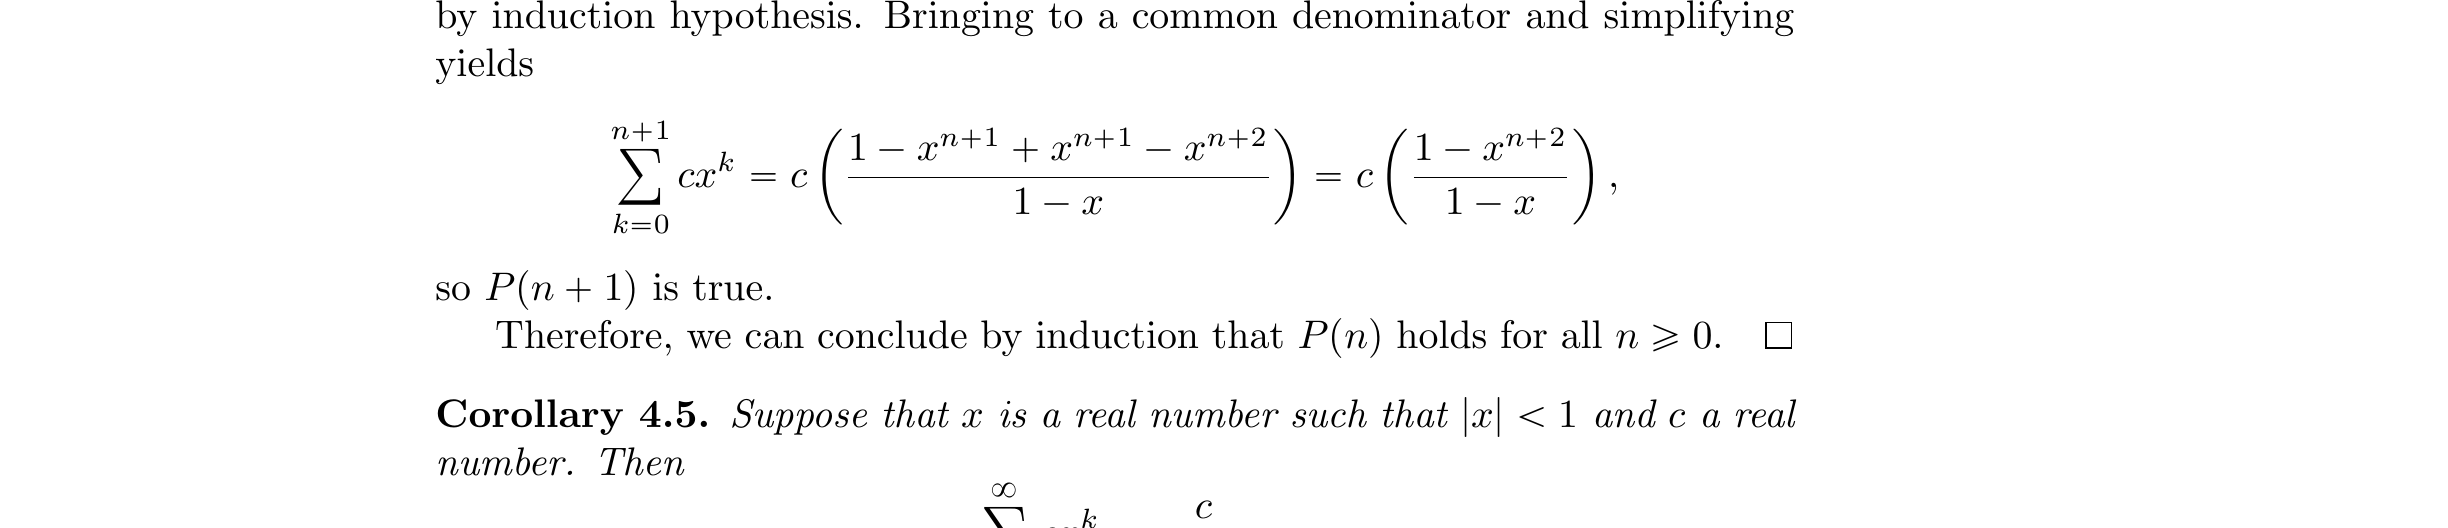 by induction hypothesis. Bringing to a common denominator and simplifying
yields
\sum_{k=0}^{n+1} cx^k = c \left( \frac{1 - x^{n+1} + x^{n+1} - x^{n+2}}{1 - x} \right) = c \left( \frac{1 - x^{n+2}}{1 - x} \right),
so P(n + 1) is true.
Therefore, we can conclude by induction that P(n) holds for all n ⩾ 0. □
Corollary 4.5. Suppose that x is a real number such that |x| < 1 and c a real
number. Then